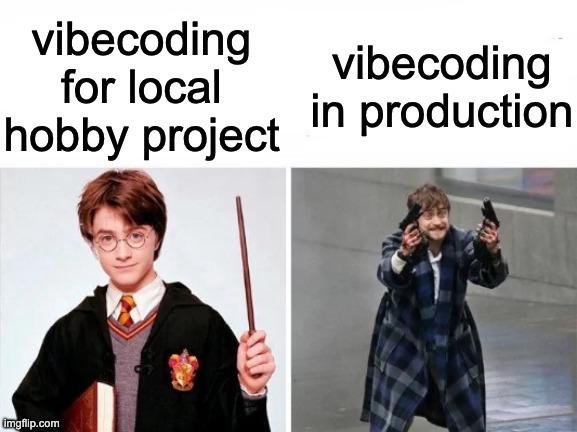 vibecoding
for local
hobby project
vibecoding
in production
imgflip.com